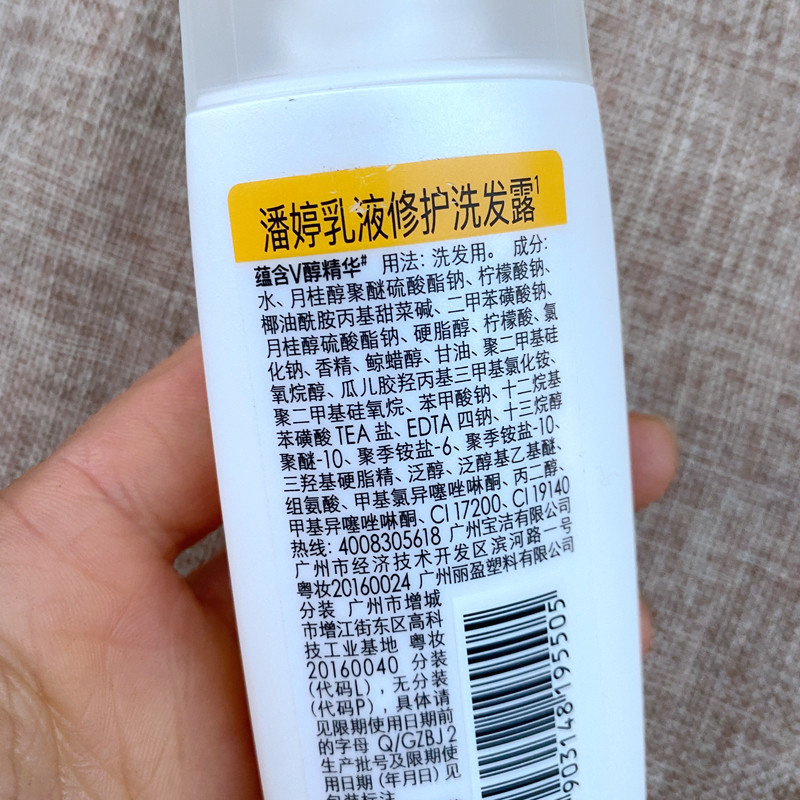 潘婷乳液修护洗发露1
蕴含V醇精华# 用法: 洗发用。 成分:
水、月桂醇聚醚硫酸酯钠、柠檬酸钠、
椰油酰胺丙基甜菜碱、二甲苯磺酸钠、
月桂醇硫酸酯钠、硬脂醇、柠檬酸、氯
化钠、香精、鲸蜡醇、甘油、聚二甲基硅
氧烷醇、瓜儿胶羟丙基三甲基氯化铵、
聚二甲基硅氧烷、苯甲酸钠、十二烷基
苯磺酸TEA盐、EDTA四钠、十三烷醇
聚醚-10、聚季铵盐-6、聚季铵盐-10、
三羟基硬脂精、泛醇、泛醇基乙基醚、
组氨酸、甲基氯异噻唑啉酮、丙二醇、
甲基异噻唑啉酮、CI 17200、CI 19140
热线: 4008305618 广州宝洁有限公司
广州市经济技术开发区滨河路一号
粤妆20160024 广州丽盈塑料有限公司
分装 广州市增城
市增江街东区高科
技工业基地 粤妆
20160040 分装
(代码L), 无分装
(代码P), 具体请
见限期使用日期前
的字母 Q/GZBJ 2
生产批号及限期使
用日期 (年月日) 见
包装标注
903148195505